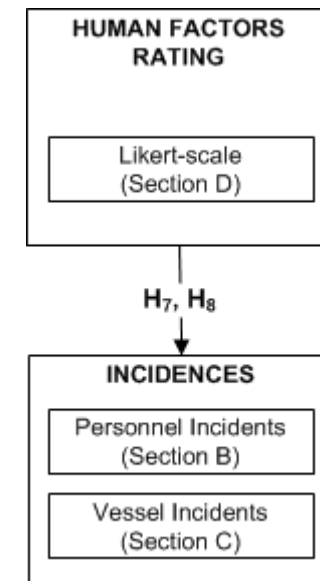 HUMAN FACTORS
RATING
Likert-scale
(Section D)
H₇, H₈
INCIDENCES
Personnel Incidents
(Section B)
Vessel Incidents
(Section C)